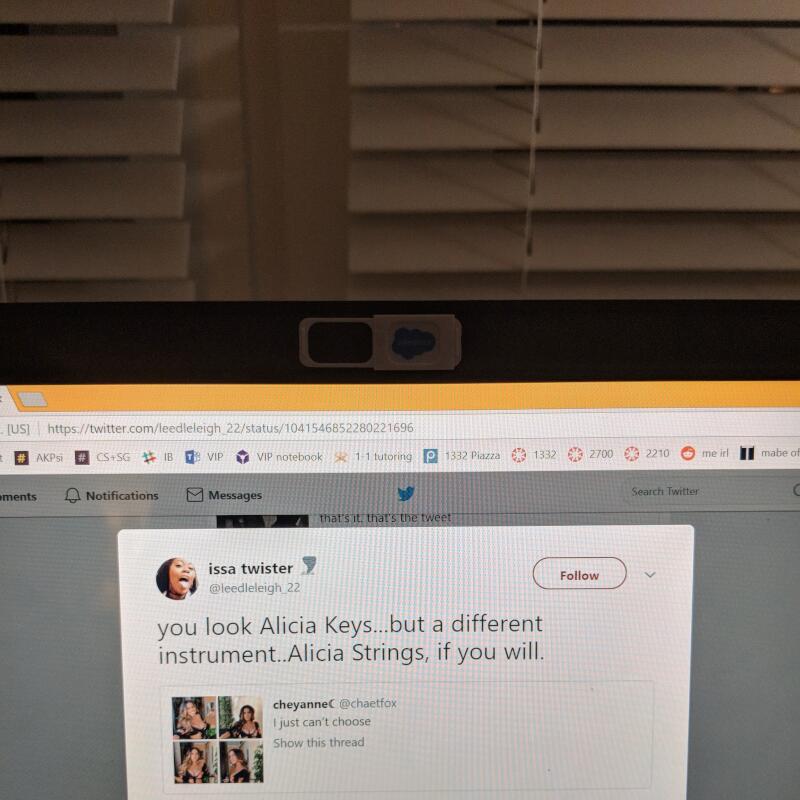 [US] https://twitter.com/leedleleigh_22/status/1041546852280221696
# AKPsi # CS+SG IB VIP VIP notebook 1-1 tutoring 1332 Piazza 1332 2700 2210 me irl mabe of
Notifications Messages Search Twitter
that's it. that's the tweet
issa twister
@leedleleigh_22
Follow
you look Alicia Keys...but a different
instrument..Alicia Strings, if you will.
cheyanne☾ @chaetfox
I just can't choose
Show this thread